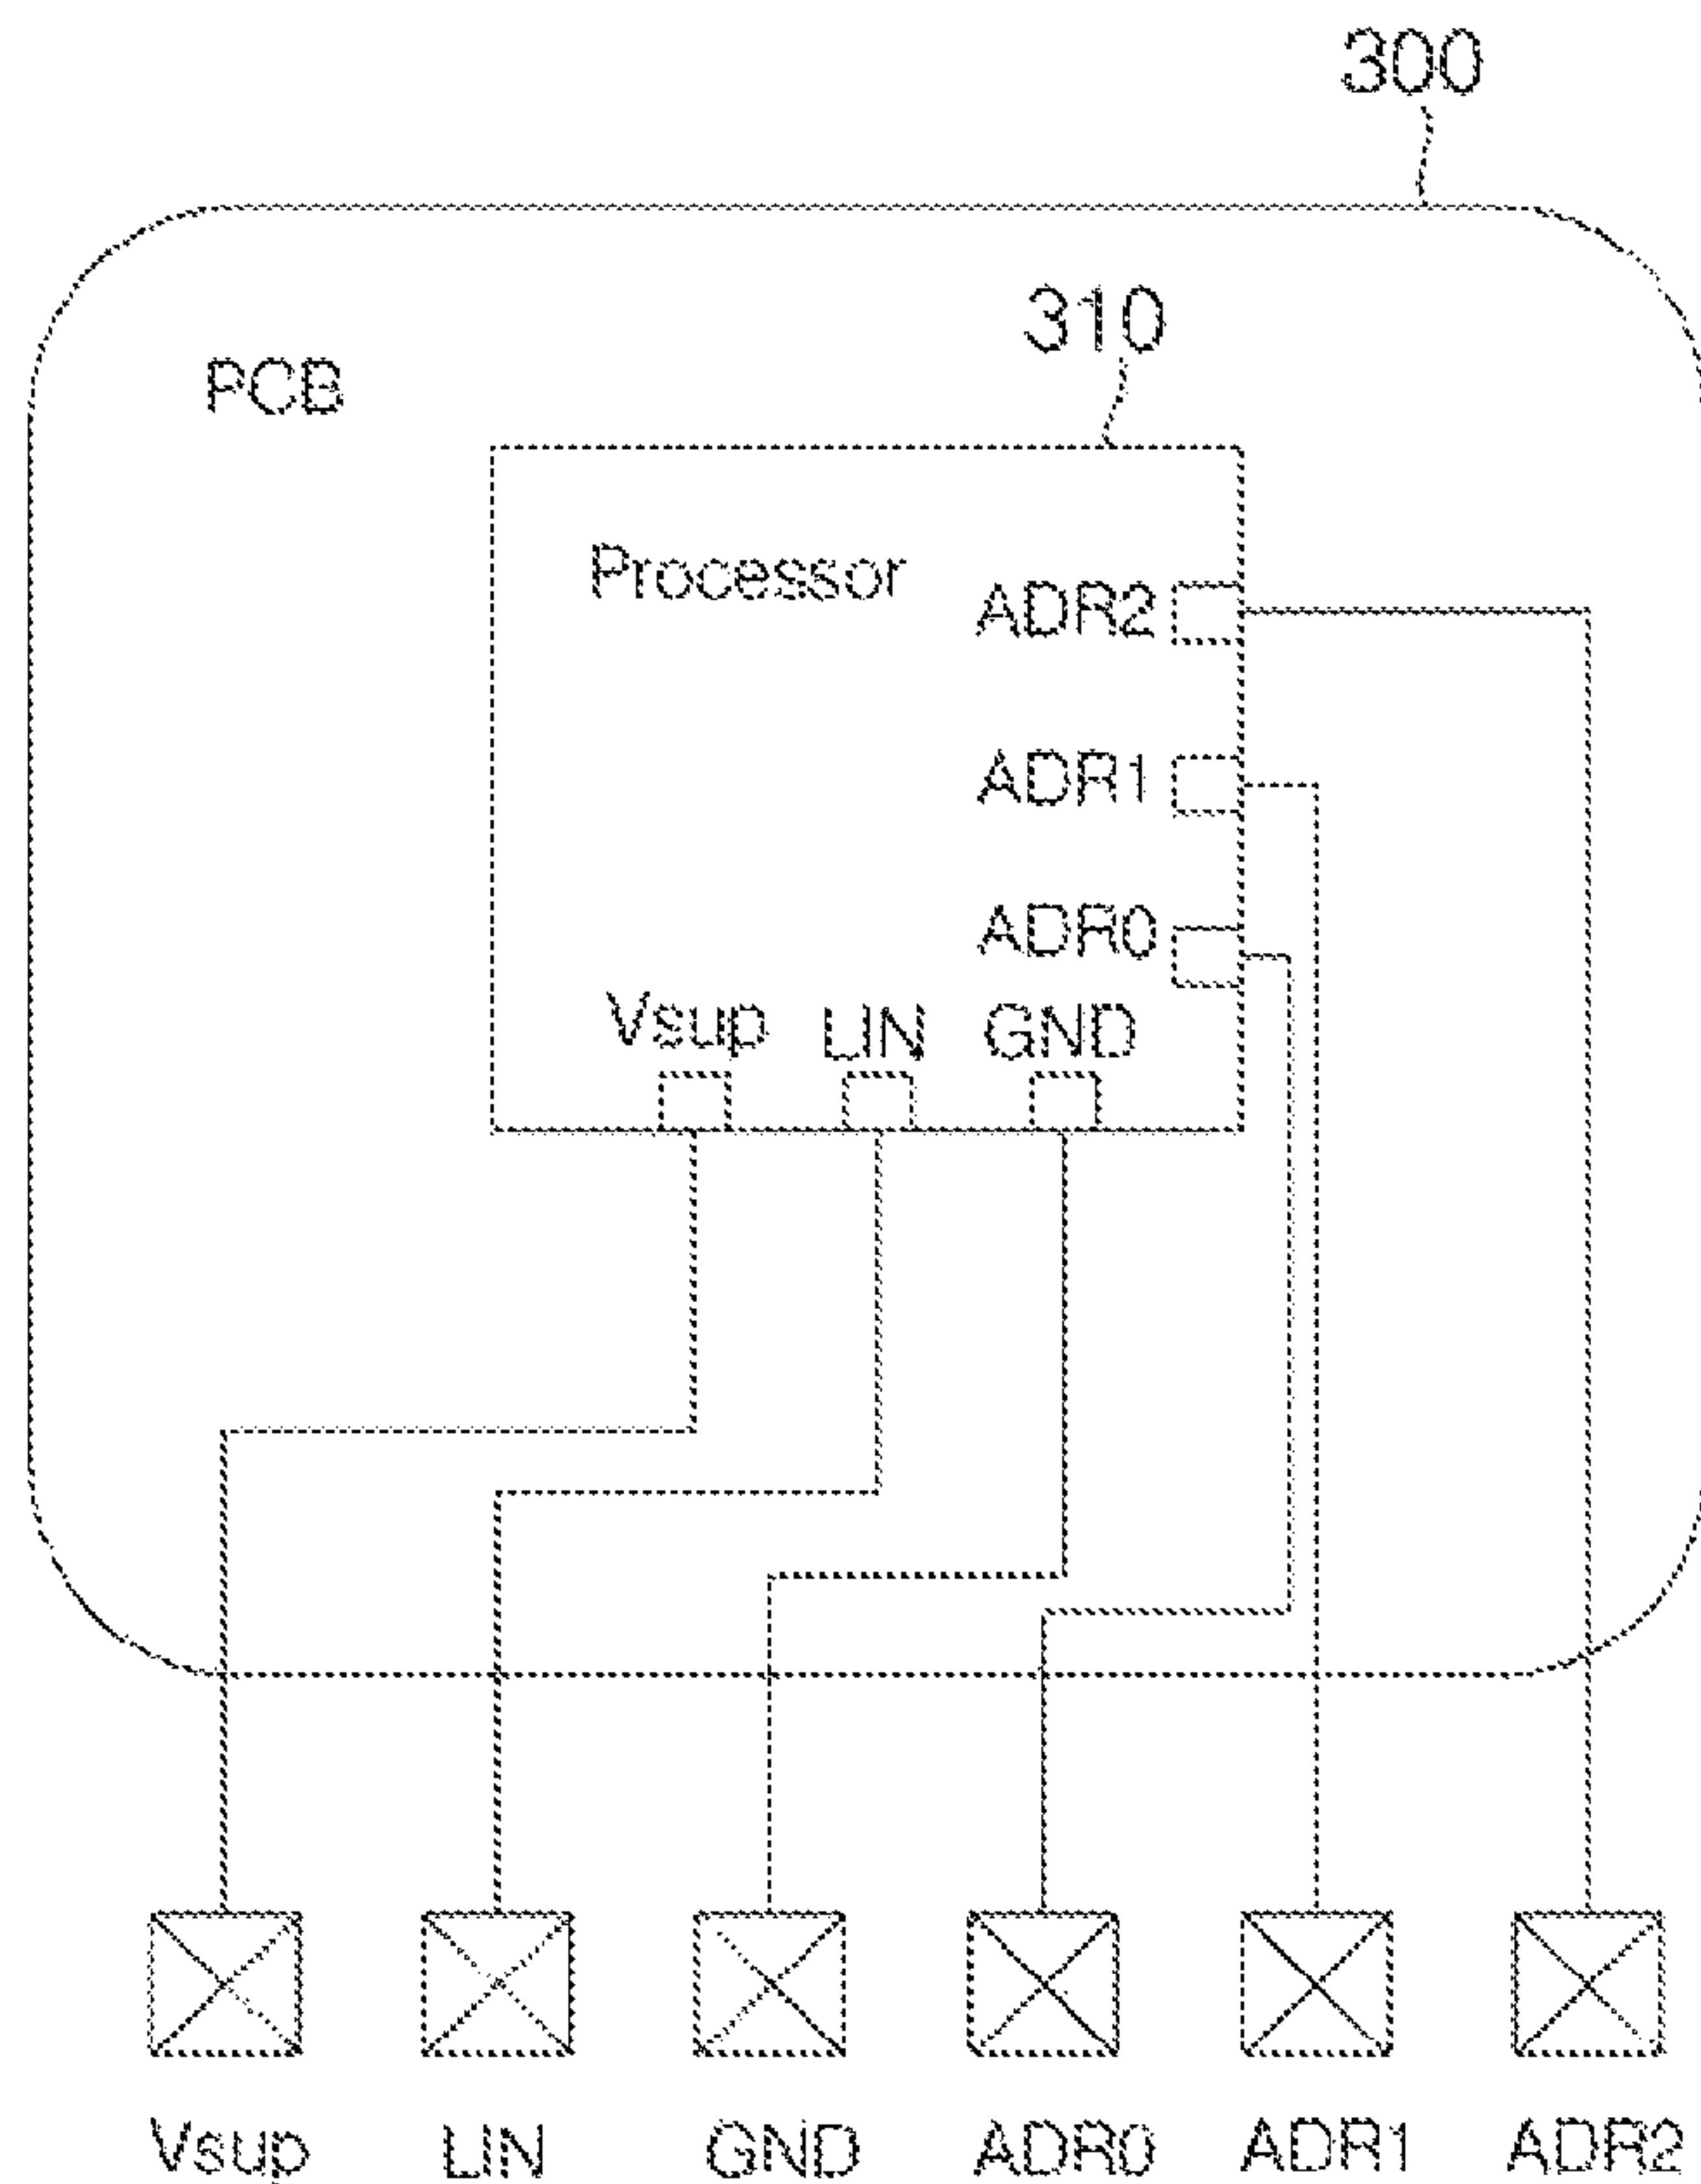 300
310
PCB
Processor
ADR2
ADR1
ADR0
Vsup LIN GND
Vsup LIN GND ADR0 ADR1 ADR2